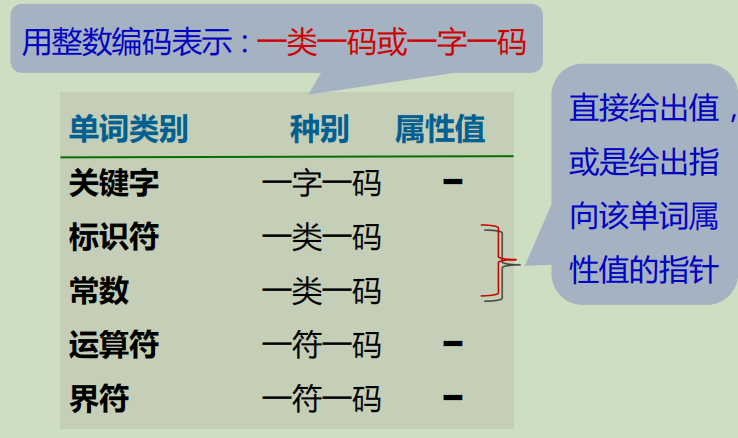 用整数编码表示:一类一码或一字一码
单词类别 种别 属性值
关键字 一字一码 –
标识符 一类一码
常数 一类一码
运算符 一符一码 –
界符 一符一码 –
直接给出值，
或是给出指
向该单词属
性值的指针